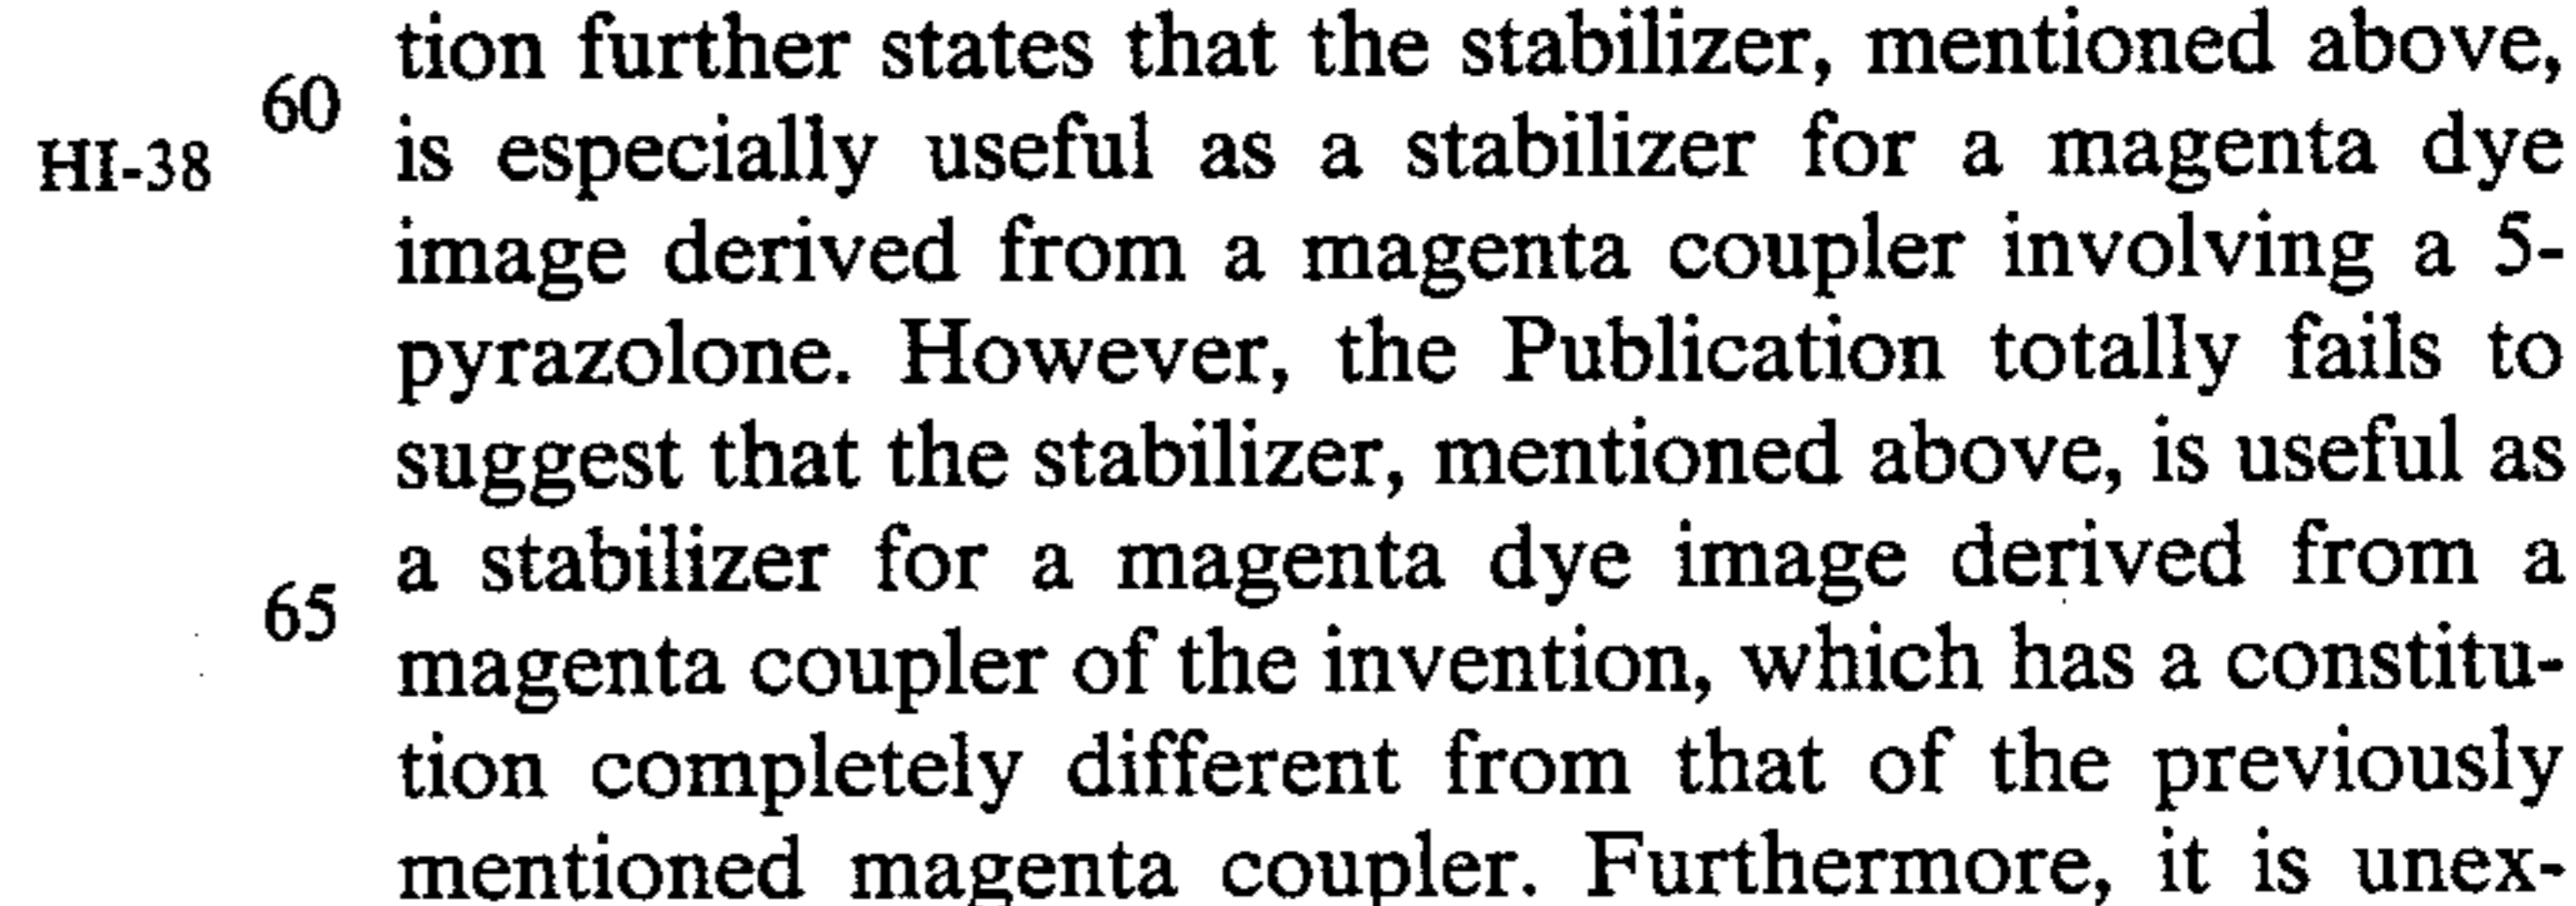 tion further states that the stabilizer, mentioned above,
60
HI-38
is especially useful as a stabilizer for a magenta dye
image derived from a magenta coupler involving a 5-
pyrazolone. However, the Publication totally fails to
suggest that the stabilizer, mentioned above, is useful as
a stabilizer for a magenta dye image derived from a
65
magenta coupler of the invention, which has a constitu-
tion completely different from that of the previously
mentioned magenta coupler. Furthermore, it is unex-